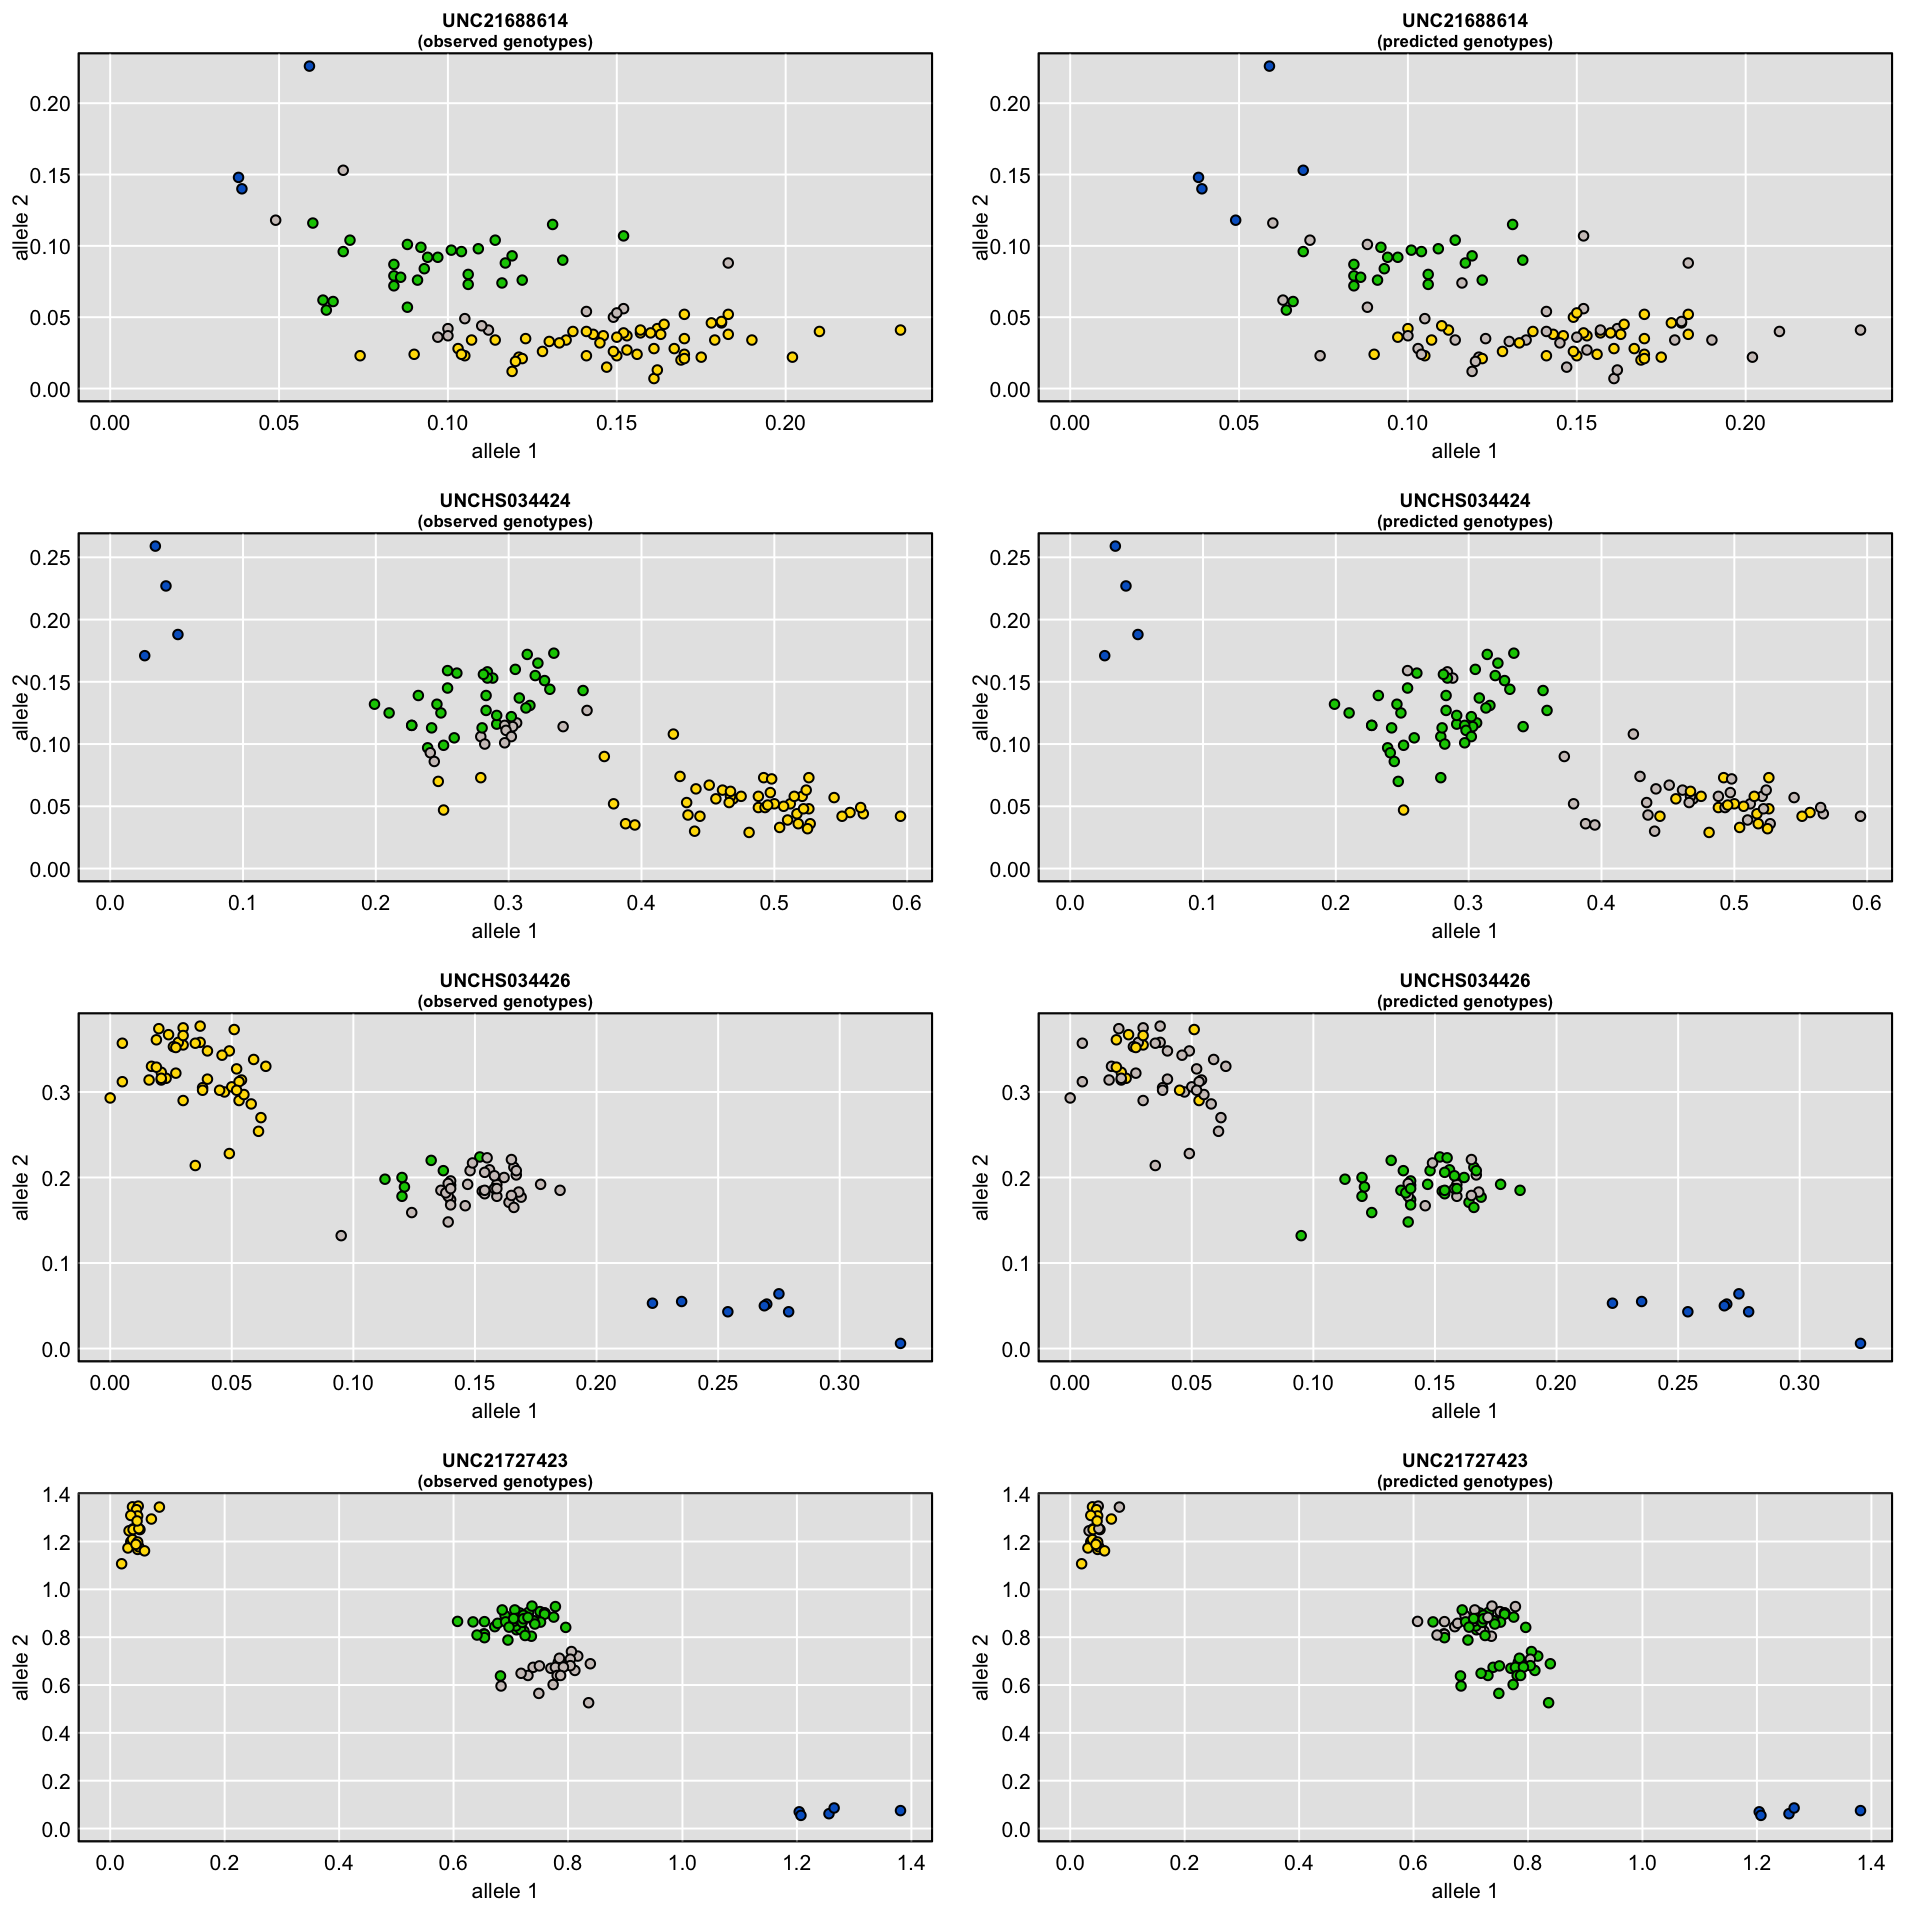 UNC21688614
(observed genotypes)
0.20
0.15
0.10
0.05
0.00
allele 2
0.00 0.05 0.10 0.15 0.20
allele 1
UNC21688614
(predicted genotypes)
0.20
0.15
0.10
0.05
0.00
allele 2
0.00 0.05 0.10 0.15 0.20
allele 1
UNCHS034424
(observed genotypes)
0.25
0.20
0.15
0.10
0.05
0.00
allele 2
0.0 0.1 0.2 0.3 0.4 0.5 0.6
allele 1
UNCHS034424
(predicted genotypes)
0.25
0.20
0.15
0.10
0.05
0.00
allele 2
0.0 0.1 0.2 0.3 0.4 0.5 0.6
allele 1
UNCHS034426
(observed genotypes)
0.3
0.2
0.1
0.0
allele 2
0.00 0.05 0.10 0.15 0.20 0.25 0.30
allele 1
UNCHS034426
(predicted genotypes)
0.3
0.2
0.1
0.0
allele 2
0.00 0.05 0.10 0.15 0.20 0.25 0.30
allele 1
UNC21727423
(observed genotypes)
1.4
1.2
1.0
0.8
0.6
0.4
0.2
0.0
allele 2
0.0 0.2 0.4 0.6 0.8 1.0 1.2 1.4
allele 1
UNC21727423
(predicted genotypes)
1.4
1.2
1.0
0.8
0.6
0.4
0.2
0.0
allele 2
0.0 0.2 0.4 0.6 0.8 1.0 1.2 1.4
allele 1